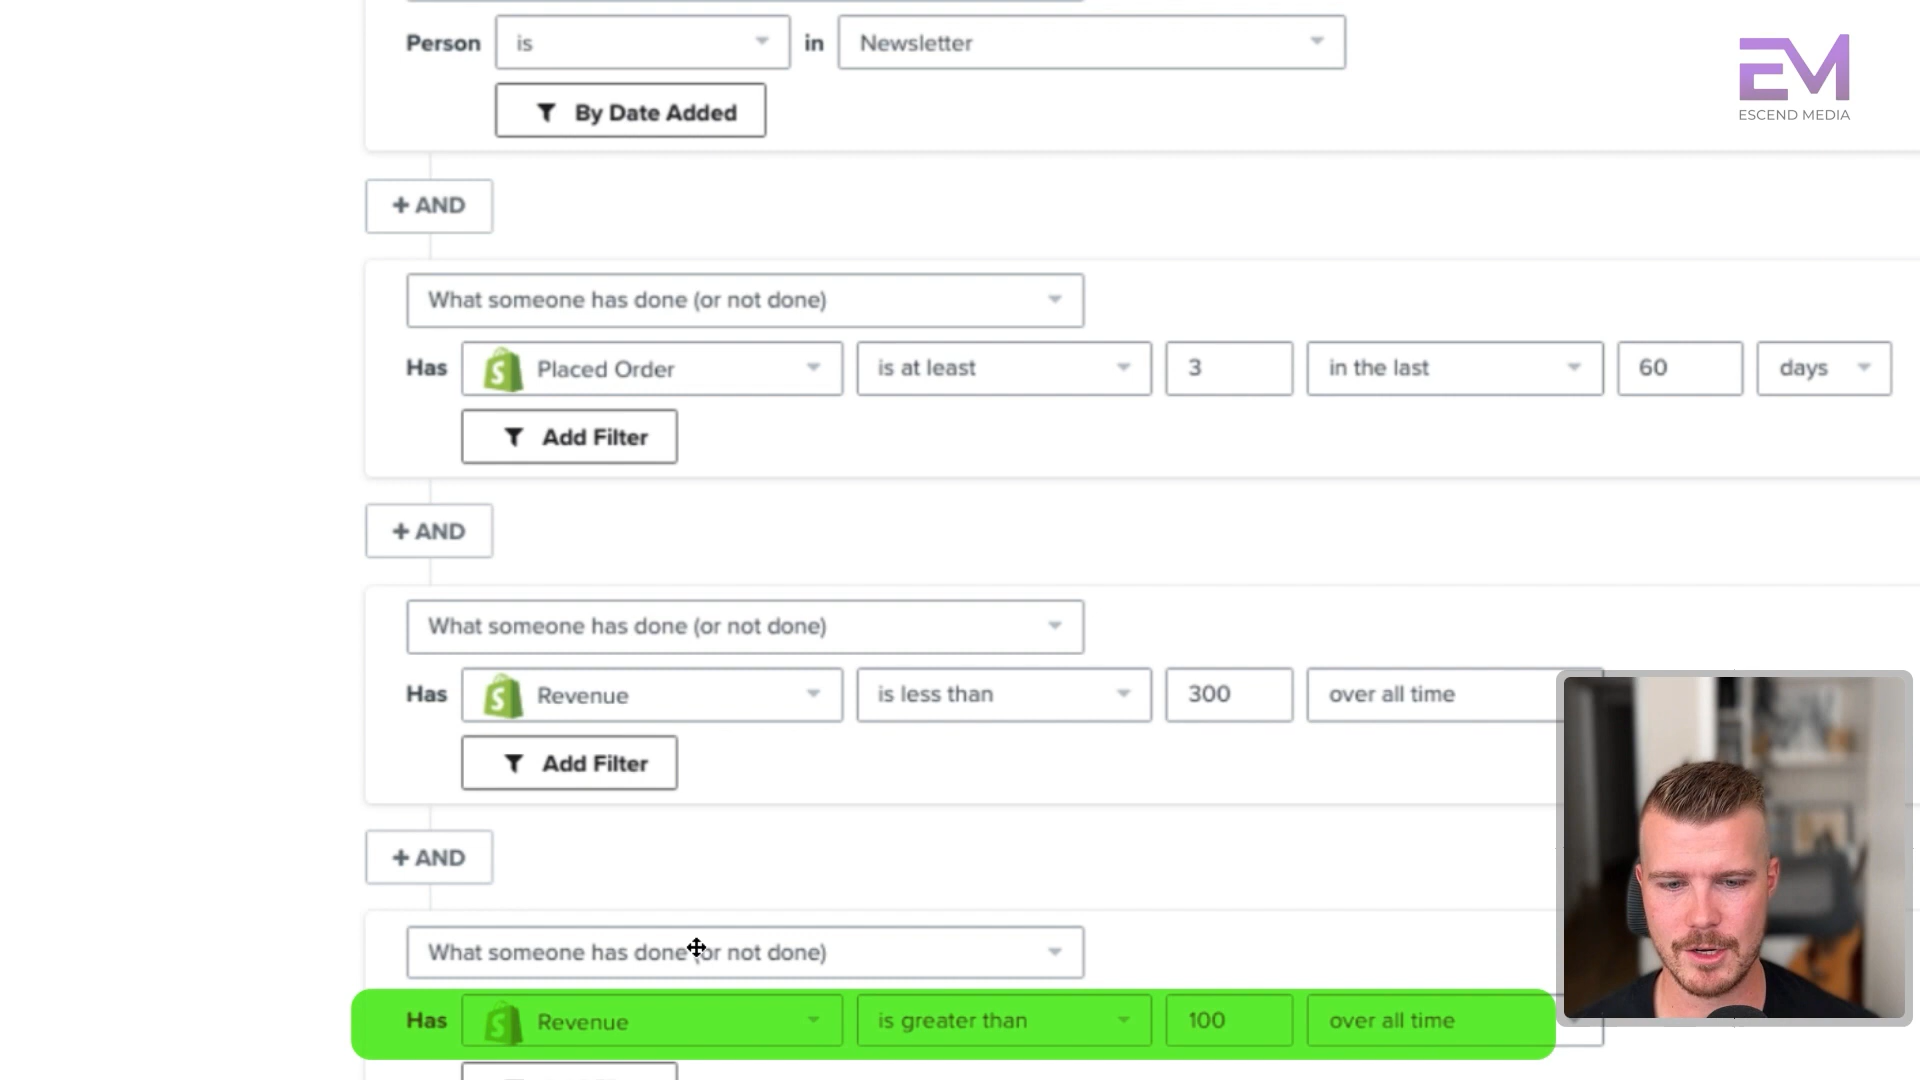 Person is in Newsletter
By Date Added
EM
ESCEND MEDIA
+ AND
What someone has done (or not done)
Has Placed Order is at least 3 in the last 60 days
Add Filter
+ AND
What someone has done (or not done)
Has Revenue is less than 300 over all time
Add Filter
+ AND
What someone has done (or not done)
Has Revenue is greater than 100 over all time